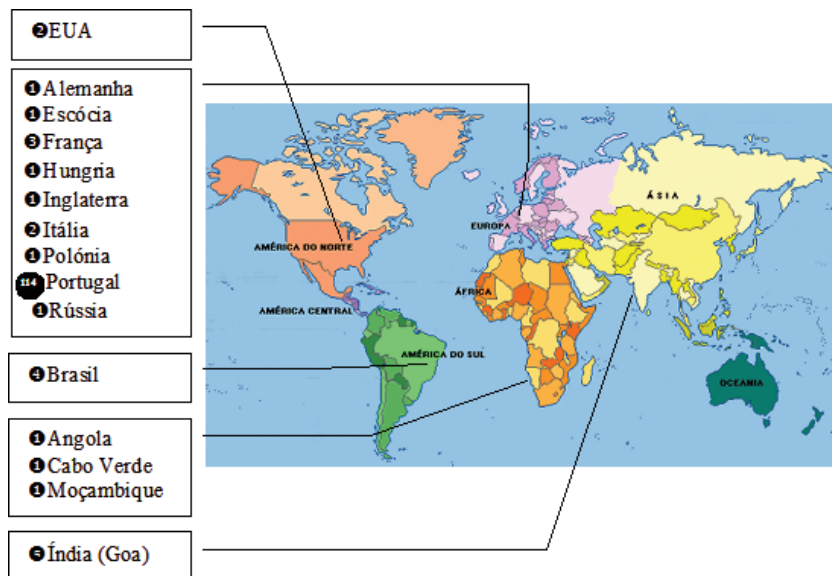 ❷EUA
❶Alemanha
❶Escócia
❸França
❶Hungria
❶Inglaterra
❷Itália
❶Polónia
114 Portugal
❶Rússia
❹Brasil
❶Angola
❶Cabo Verde
❶Moçambique
❺Índia (Goa)
ÁSIA
EUROPA
AMÉRICA DO NORTE
ÁFRICA
AMÉRICA CENTRAL
AMÉRICA DO SUL
OCEANIA